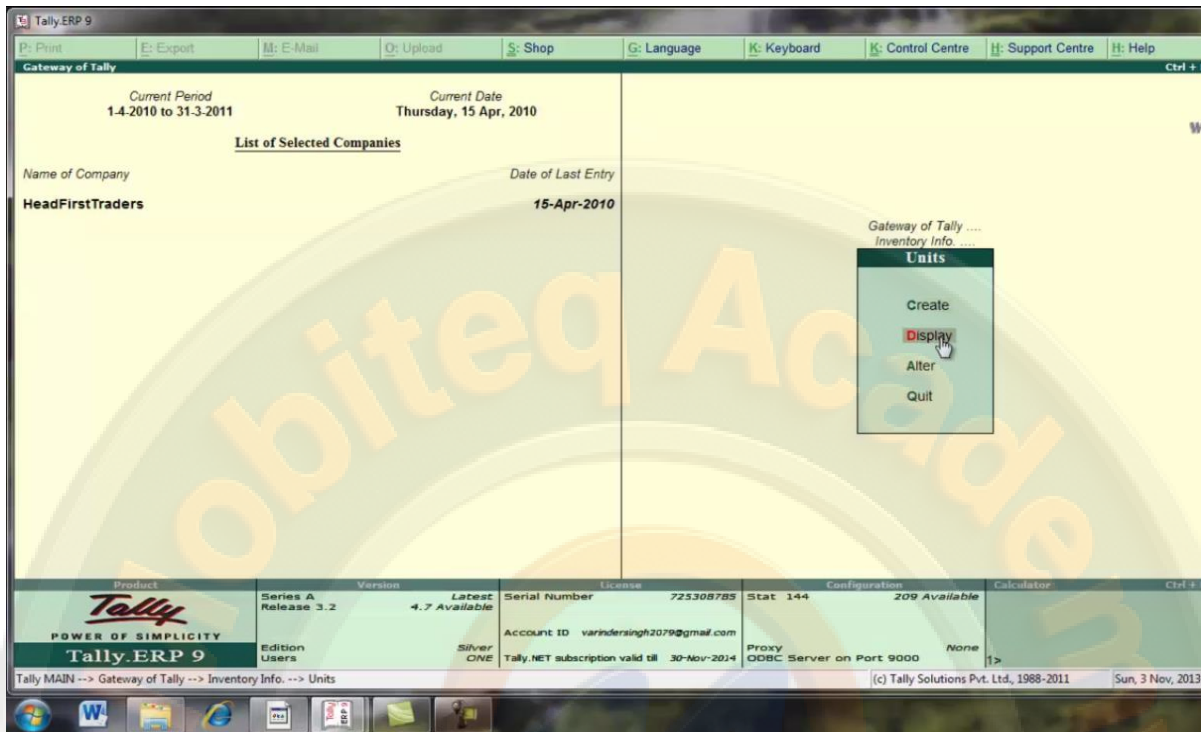 Tally.ERP 9
P: Print E: Export M: E-Mail O: Upload S: Shop G: Language K: Keyboard K: Control Centre H: Support Centre H: Help
Gateway of Tally Ctrl +
Current Period Current Date
1-4-2010 to 31-3-2011 Thursday, 15 Apr, 2010
W
List of Selected Companies
Name of Company Date of Last Entry
HeadFirstTraders 15-Apr-2010
Gateway of Tally ....
Inventory Info. ....
Units
Create
Display
Alter
Quit
obiteq Academ
Product Version License Configuration Calculator Ctrl +
Tally
POWER OF SIMPLICITY
Tally.ERP 9
Series A Latest
Release 3.2 4.7 Available
Edition Silver
Users ONE
Serial Number 725308785
Account ID varindersingh2079@gmail.com
Tally.NET subscription valid till 30-Nov-2014
Stat 144 209 Available
Proxy None
ODBC Server on Port 9000
1>
Tally MAIN --> Gateway of Tally --> Inventory Info. --> Units (c) Tally Solutions Pvt. Ltd., 1988-2011 Sun, 3 Nov, 2013
W
Tally
ERP 9